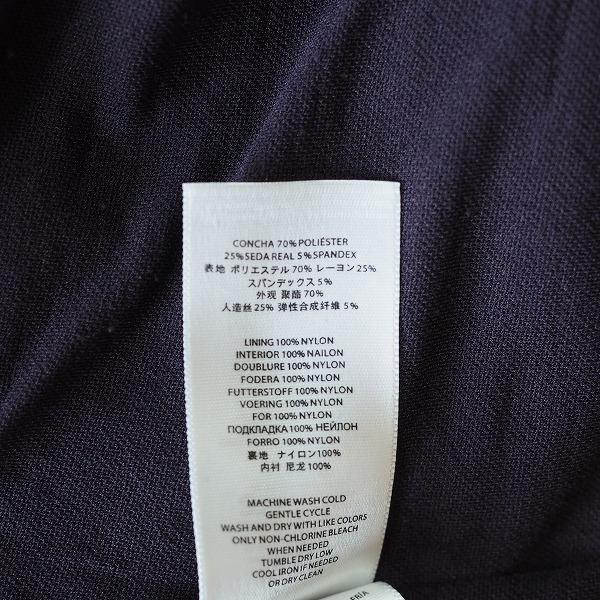 CONCHA 70% POLIÉSTER
25% SEDA REAL 5% SPANDEX
表地 ポリエステル 70% レーヨン 25%
スパンデックス 5%
外观 聚酯 70%
人造丝 25% 弹性合成纤维 5%
LINING 100% NYLON
INTERIOR 100% NAILON
DOUBLURE 100% NYLON
FODERA 100% NYLON
FUTTERSTOFF 100% NYLON
VOERING 100% NYLON
FOR 100% NYLON
ПОДКЛАДКА 100% НЕЙЛОН
FORRO 100% NYLON
裏地 ナイロン100%
内衬 尼龙 100%
MACHINE WASH COLD
GENTLE CYCLE
WASH AND DRY WITH LIKE COLORS
ONLY NON-CHLORINE BLEACH
WHEN NEEDED
TUMBLE DRY LOW
COOL IRON IF NEEDED
OR DRY CLEAN